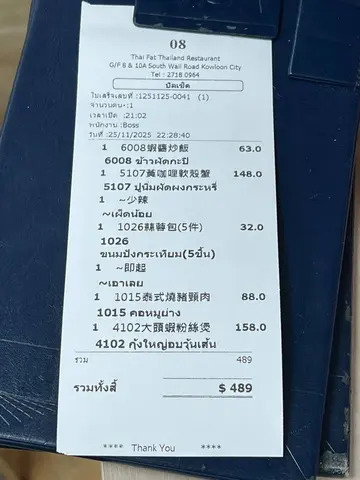 08
Thai Fat Thailand Restaurant
G/F 8 & 10A South Wall Road Kowloon City
Tel : 2718 0964
บิลเช็ค
ใบเสร็จเลขที่ :1251125-0041 (1)
จำนวนคน-:1
เวลาเปิด :21:02
พนักงาน :Boss
วันที่ :25/11/2025 22:28:40
1 6008蝦醬炒飯 63.0
6008 ข้าวผัดกะปิ
1 5107黃咖哩軟殼蟹 148.0
5107 ปูนิ่มผัดผงกระหรี่
1 ~少辣
~เผ็ดน้อย
1 1026蒜蓉包(5件) 32.0
1026
ขนมปังกระเทียม(5ชิ้น)
1 ~即起
~เอาเลย
1 1015泰式燒豬頸肉 88.0
1015 คอหมูย่าง
1 4102大頭蝦粉絲煲 158.0
4102 กุ้งใหญ่อบวุ้นเส้น
รวม 489
รวมทั้งสี้ $ 489
**** Thank You ****